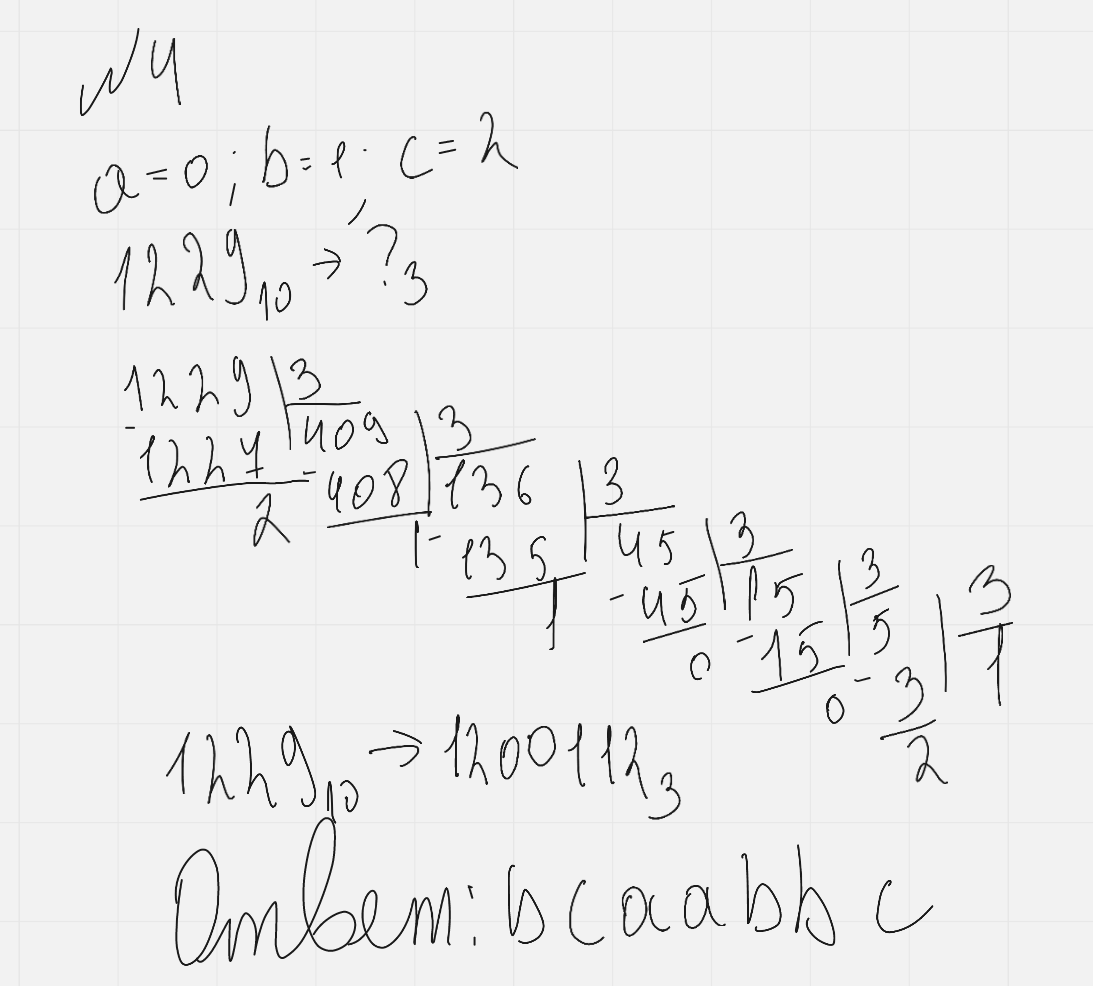 №4
a=0; b=1; c=2
1229₁₀ → ?₃
1229 | 3
- 1227 | 409 | 3
2 - 408 | 136 | 3
1 - 135 | 45 | 3
1 - 45 | 15 | 3
0 - 15 | 5 | 3
0 - 3 | 1
2
1229₁₀ → 1200112₃
Ответ: bcaabbc